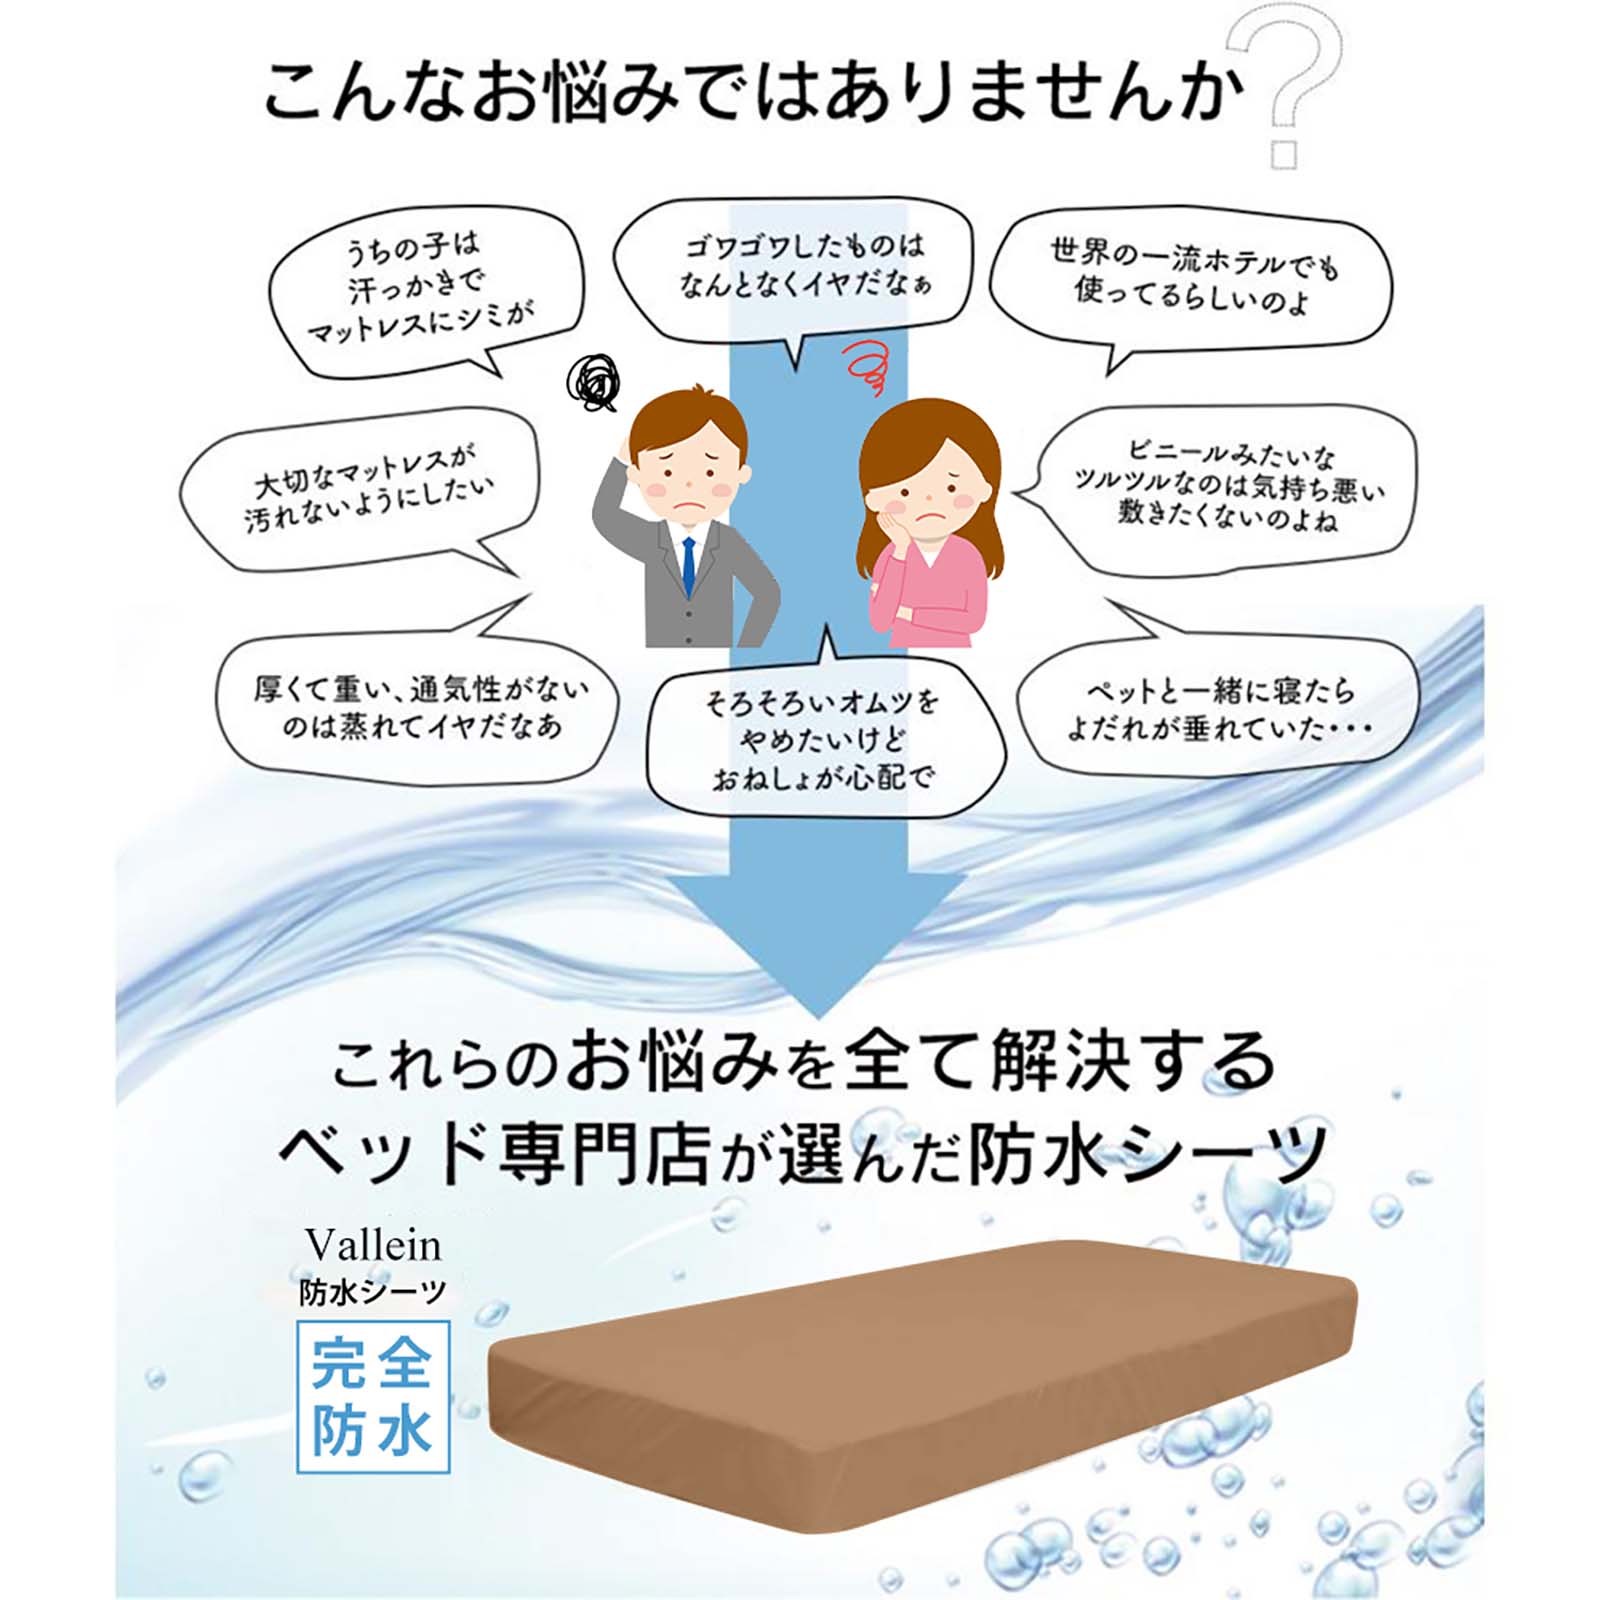 こんなお悩みではありませんか?
うちの子は
汗っかきで
マットレスにシミが
ゴワゴワしたものは
なんとなくイヤだなぁ
世界の一流ホテルでも
使ってるらしいのよ
大切なマットレスが
汚れないようにしたい
ビニールみたいな
ツルツルなのは気持ち悪い
敷きたくないのよね
厚くて重い、通気性がない
のは蒸れてイヤだなあ
そろそろいオムツを
やめたいけど
おねしょが心配で
ペットと一緒に寝たら
よだれが垂れていた・・・
これらのお悩みを全て解決する
ベッド専門店が選んだ防水シーツ
Vallein
防水シーツ
完全
防水